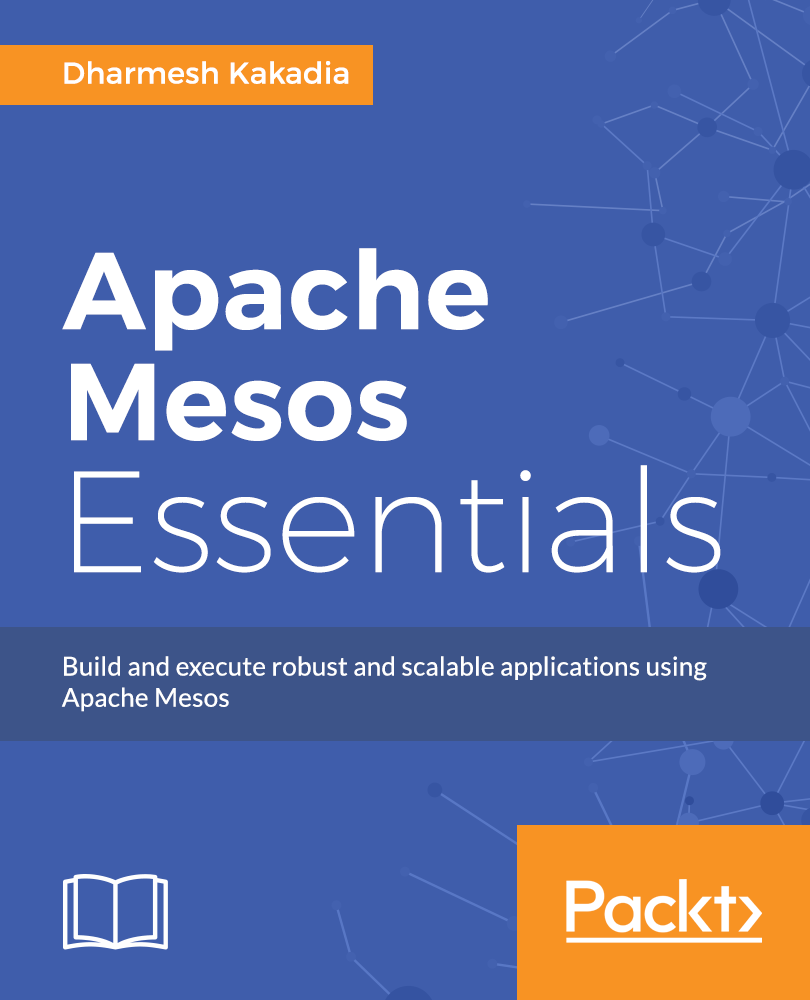 Dharmesh Kakadia
Apache
Mesos
Essentials
Build and execute robust and scalable applications using
Apache Mesos
Packt>